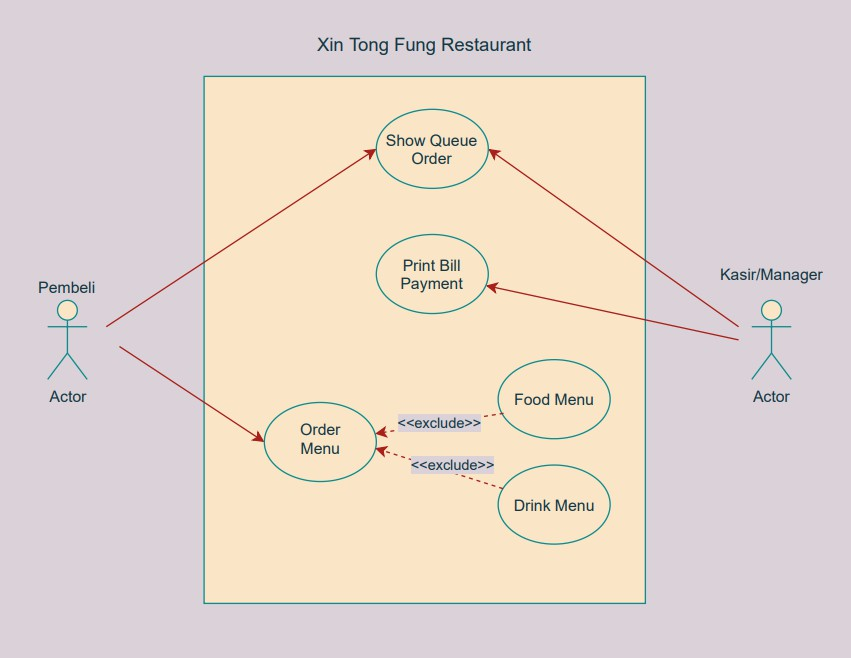 Xin Tong Fung Restaurant
Show Queue
Order
Print Bill
Payment
Pembeli
Actor
Kasir/Manager
Actor
Food Menu
<<exclude>>
Order
Menu
<<exclude>>
Drink Menu